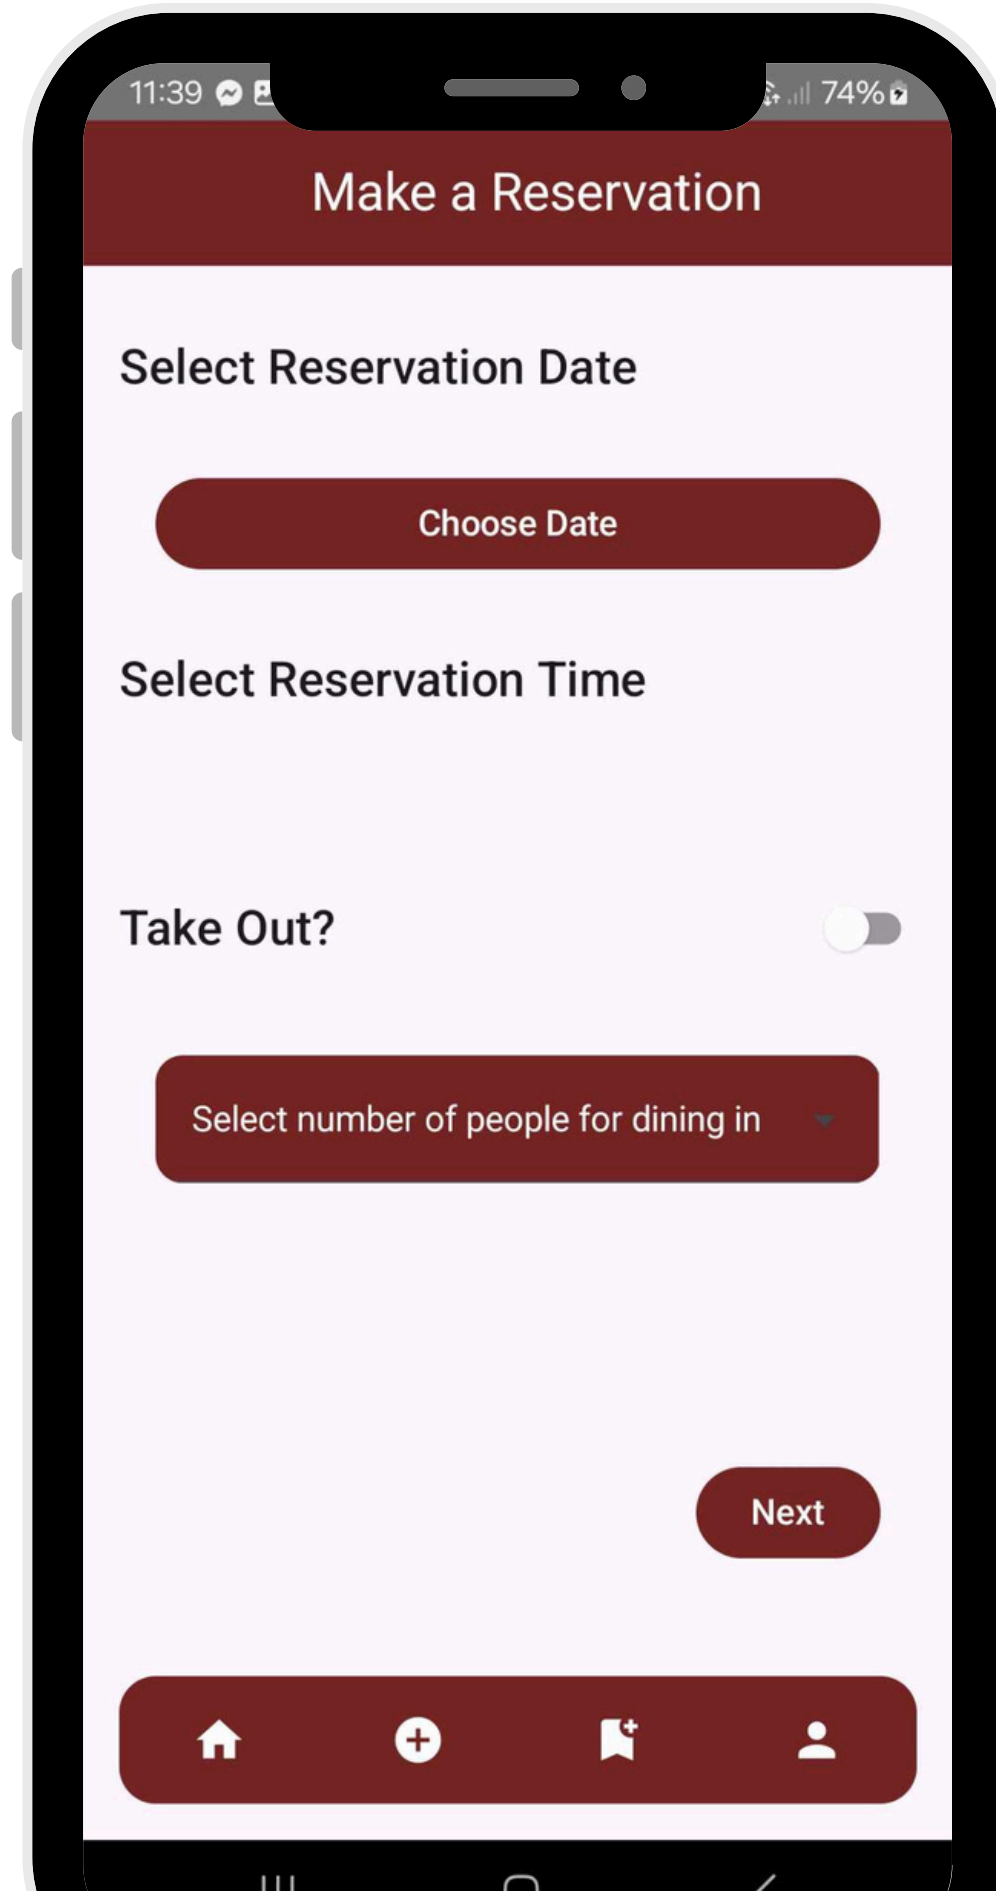 11:39
74%
Make a Reservation
Select Reservation Date
Choose Date
Select Reservation Time
Take Out?
Select number of people for dining in
Next